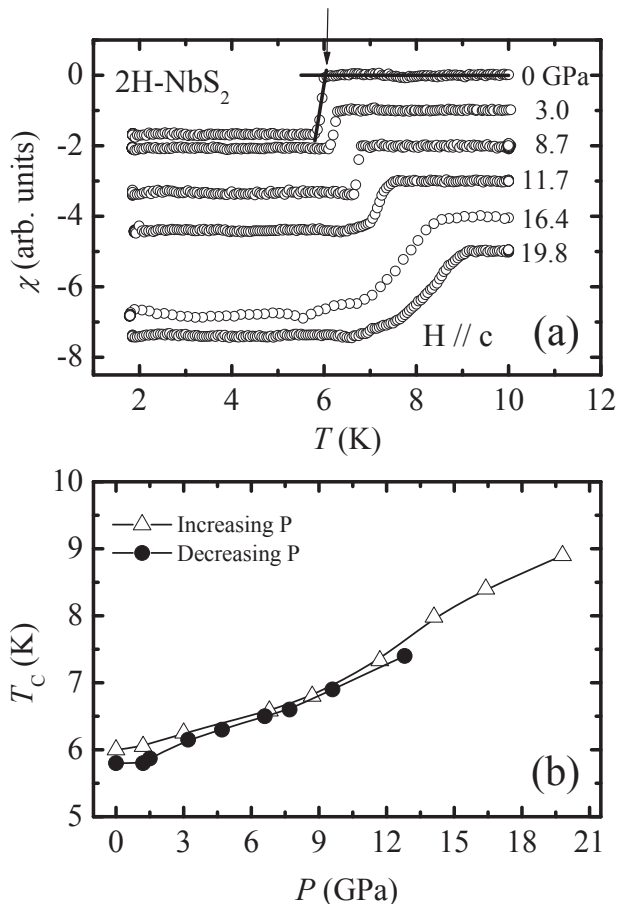 2H-NbS₂
0 GPa
3.0
8.7
11.7
16.4
19.8
H // c
(a)
0
-2
-4
-6
-8
χ (arb. units)
2 4 6 8 10 12
T (K)
10
9
8
7
6
5
T_C (K)
Increasing P
Decreasing P
(b)
0 3 6 9 12 15 18 21
P (GPa)